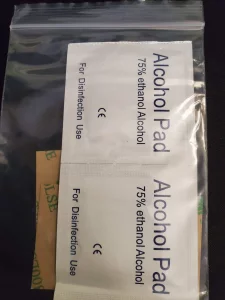 Alcohol Pad
75% ethanol Alcohol
For Disinfection Use
CE
Alcohol Pad
75% ethanol Alcohol
For Disinfection Use
CE